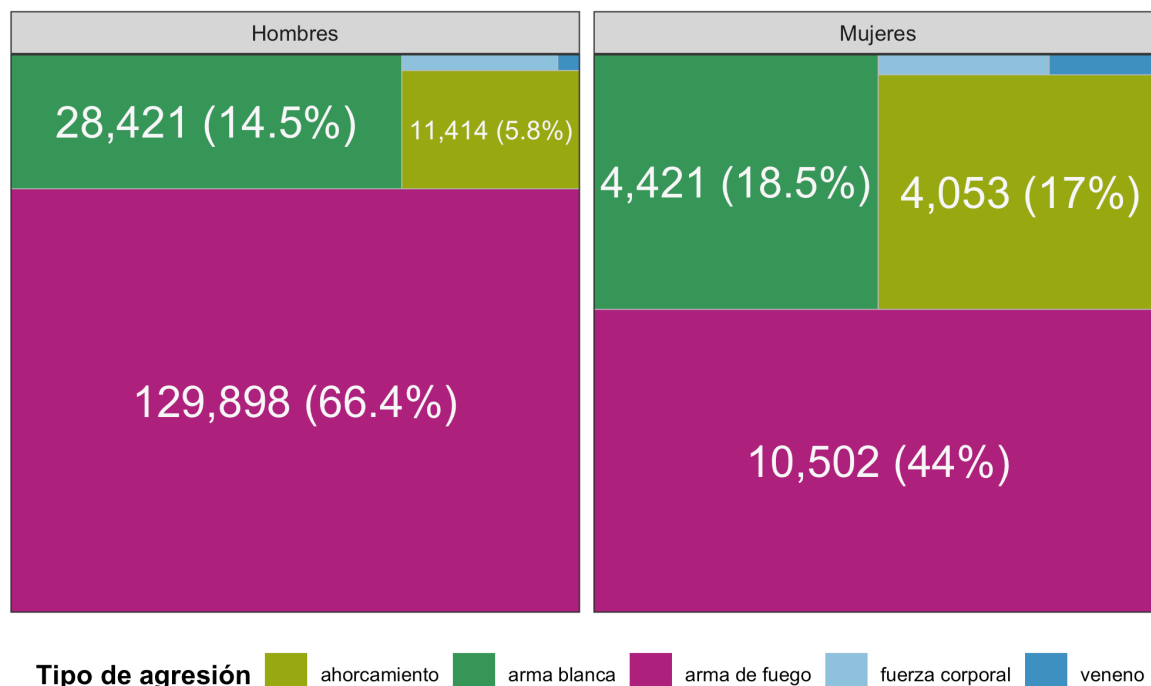 Hombres
Mujeres
28,421 (14.5%)
11,414 (5.8%)
4,421 (18.5%)
4,053 (17%)
129,898 (66.4%)
10,502 (44%)
Tipo de agresión ahorcamiento arma blanca arma de fuego fuerza corporal veneno